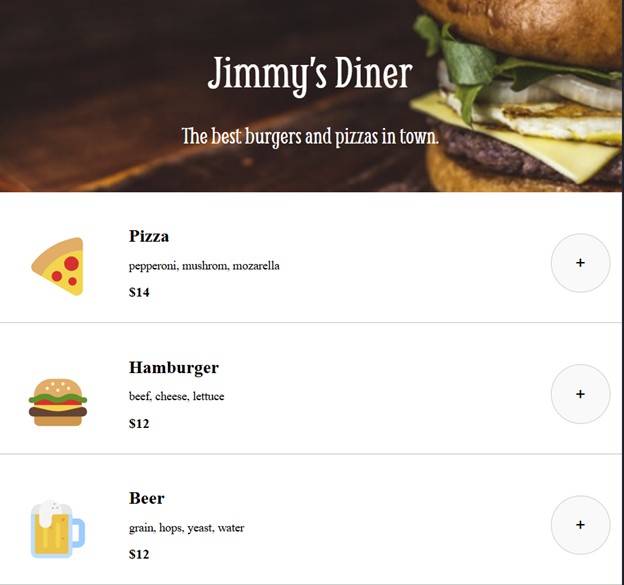 Jimmy's Diner
The best burgers and pizzas in town.
Pizza
pepperoni, mushrom, mozarella
$14
+
Hamburger
beef, cheese, lettuce
$12
+
Beer
grain, hops, yeast, water
$12
+